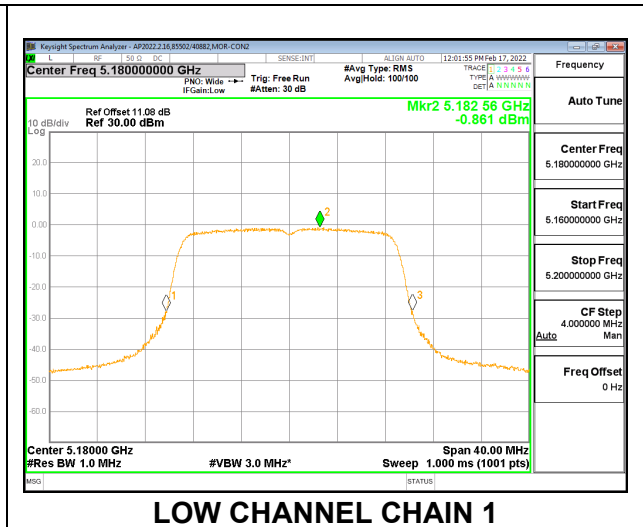 Keysight Spectrum Analyzer - AP2022.2.16,85502/40882,MOR-CON2
L RF 50 Ω DC SENSE:INT ALIGN AUTO 12:01:55 PM Feb 17, 2022
Center Freq 5.180000000 GHz
PNO: Wide
IFGain:Low
Trig: Free Run
#Atten: 30 dB
#Avg Type: RMS
Avg|Hold: 100/100
TRACE 1 2 3 4 5 6
TYPE A WWWWW
DET A N N N N N
Frequency
Mkr2 5.182 56 GHz
-0.861 dBm
Ref Offset 11.08 dB
Ref 30.00 dBm
10 dB/div
Log
20.0
10.0
0.00
-10.0
-20.0
-30.0
-40.0
-50.0
-60.0
1
2
3
Center 5.18000 GHz
Span 40.00 MHz
#Res BW 1.0 MHz
#VBW 3.0 MHz*
Sweep 1.000 ms (1001 pts)
MSG
STATUS
Auto Tune
Center Freq
5.180000000 GHz
Start Freq
5.160000000 GHz
Stop Freq
5.200000000 GHz
CF Step
4.000000 MHz
Auto Man
Freq Offset
0 Hz
LOW CHANNEL CHAIN 1